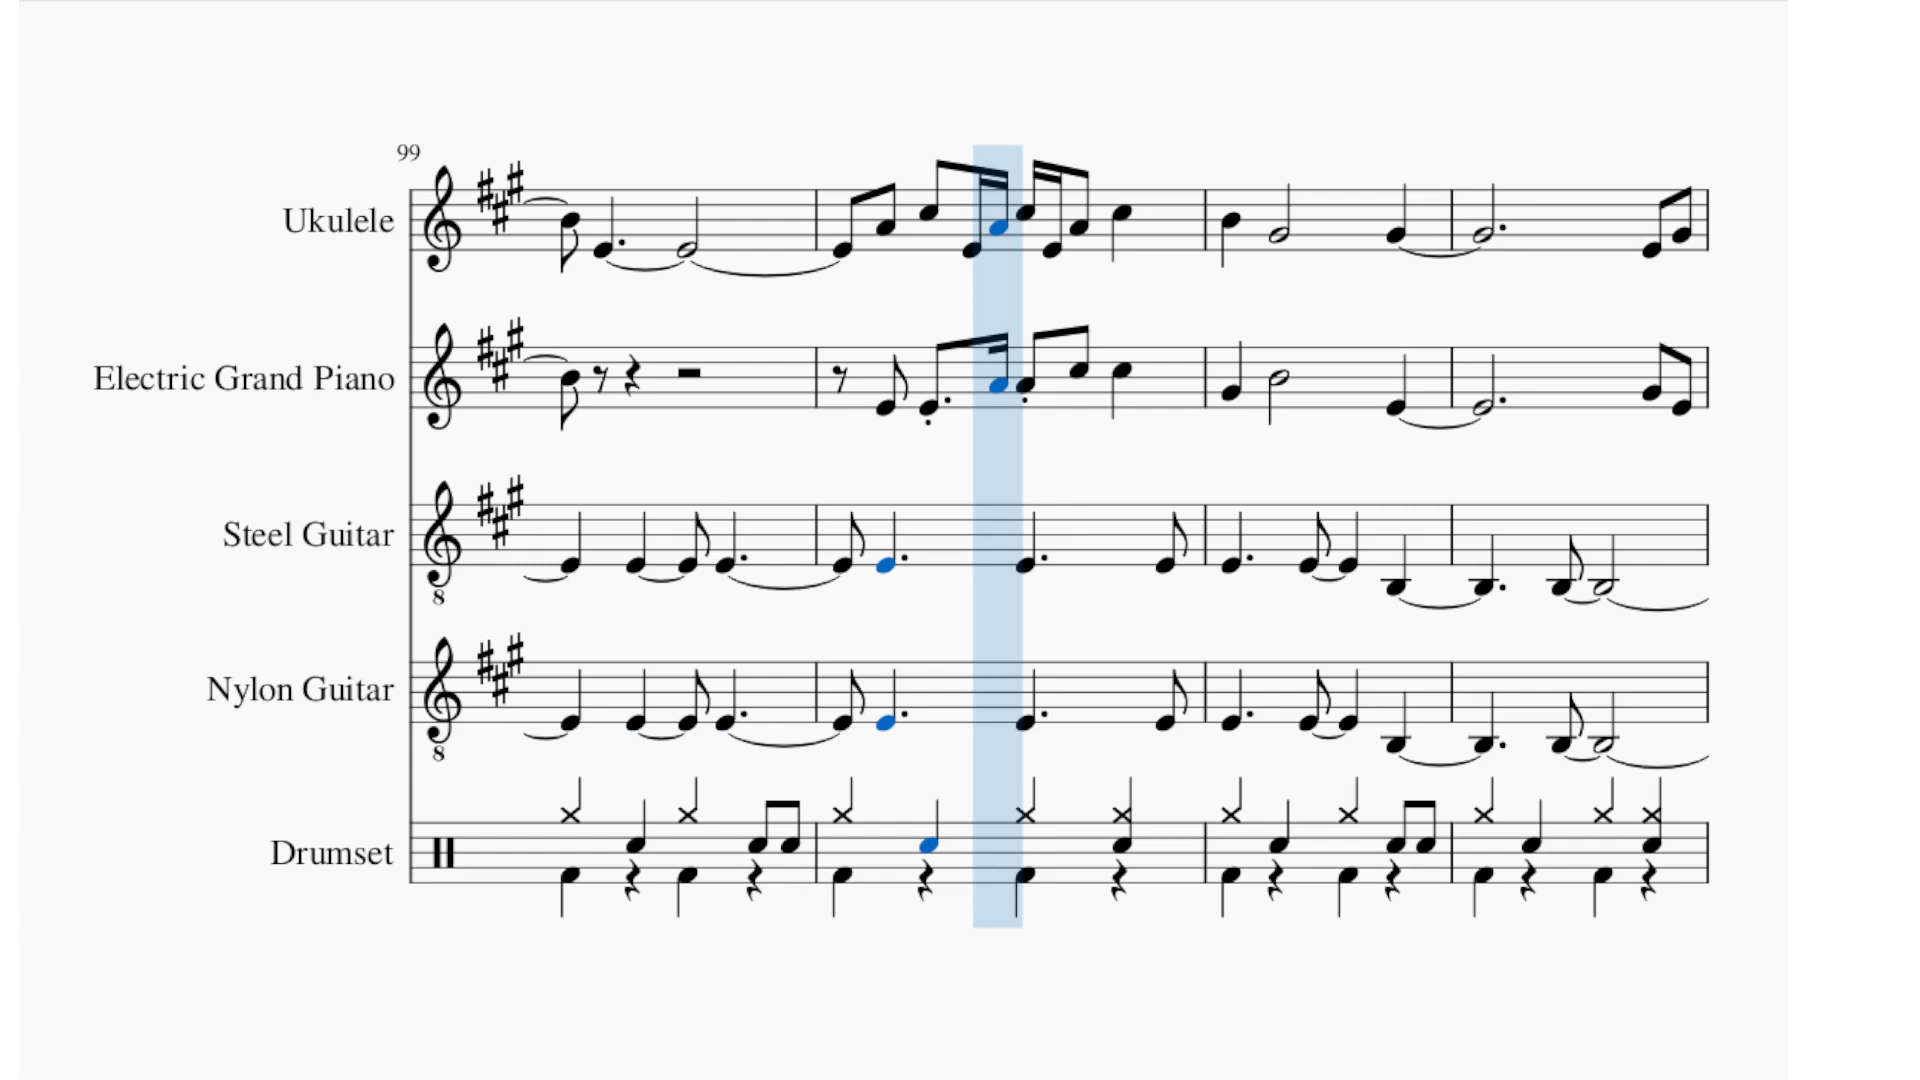 99
Ukulele
Electric Grand Piano
Steel Guitar
8
Nylon Guitar
8
Drumset